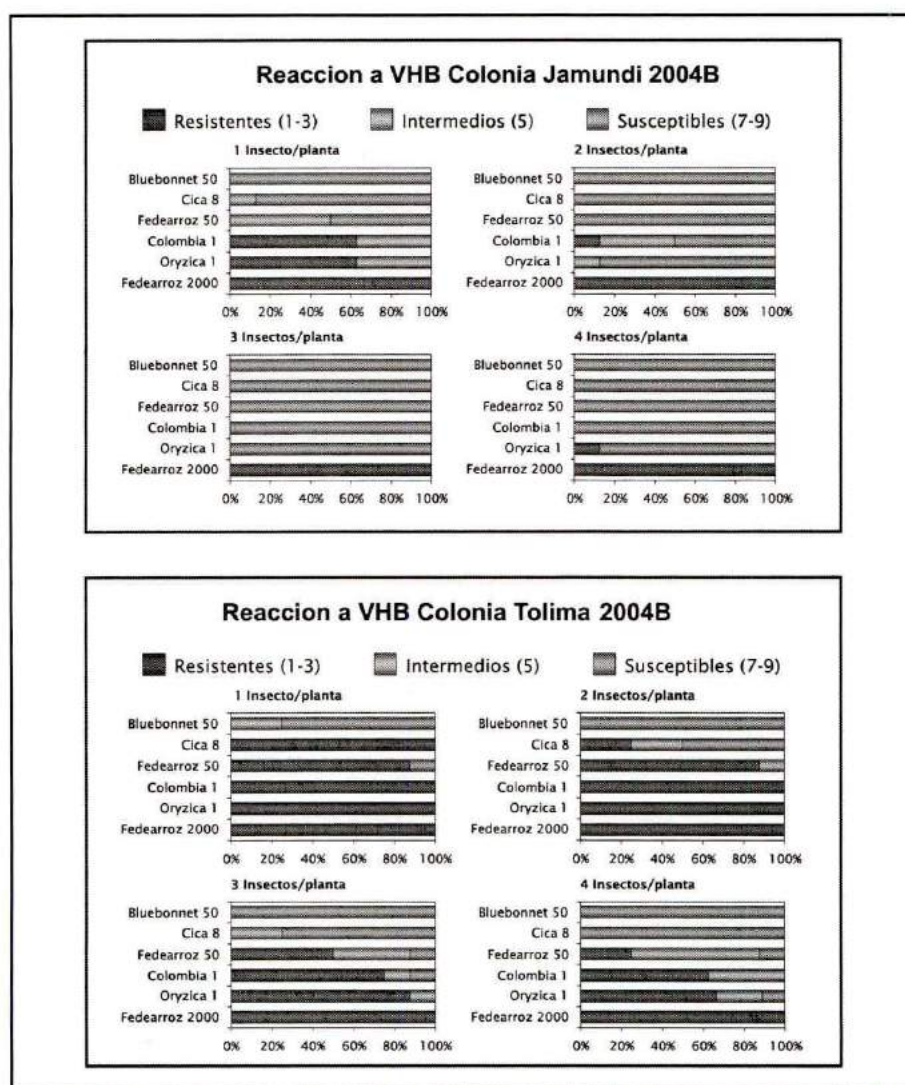 Reaccion a VHB Colonia Jamundi 2004B
Resistentes (1-3) Intermedios (5) Susceptibles (7-9)
1 Insecto/planta
Bluebonnet 50
Cica 8
Fedearroz 50
Colombia 1
Oryzica 1
Fedearroz 2000
0% 20% 40% 60% 80% 100%
2 Insectos/planta
Bluebonnet 50
Cica 8
Fedearroz 50
Colombia 1
Oryzica 1
Fedearroz 2000
0% 20% 40% 60% 80% 100%
3 Insectos/planta
Bluebonnet 50
Cica 8
Fedearroz 50
Colombia 1
Oryzica 1
Fedearroz 2000
0% 20% 40% 60% 80% 100%
4 Insectos/planta
Bluebonnet 50
Cica 8
Fedearroz 50
Colombia 1
Oryzica 1
Fedearroz 2000
0% 20% 40% 60% 80% 100%
Reaccion a VHB Colonia Tolima 2004B
Resistentes (1-3) Intermedios (5) Susceptibles (7-9)
1 Insecto/planta
Bluebonnet 50
Cica 8
Fedearroz 50
Colombia 1
Oryzica 1
Fedearroz 2000
0% 20% 40% 60% 80% 100%
2 Insectos/planta
Bluebonnet 50
Cica 8
Fedearroz 50
Colombia 1
Oryzica 1
Fedearroz 2000
0% 20% 40% 60% 80% 100%
3 Insectos/planta
Bluebonnet 50
Cica 8
Fedearroz 50
Colombia 1
Oryzica 1
Fedearroz 2000
0% 20% 40% 60% 80% 100%
4 Insectos/planta
Bluebonnet 50
Cica 8
Fedearroz 50
Colombia 1
Oryzica 1
Fedearroz 2000
0% 20% 40% 60% 80% 100%